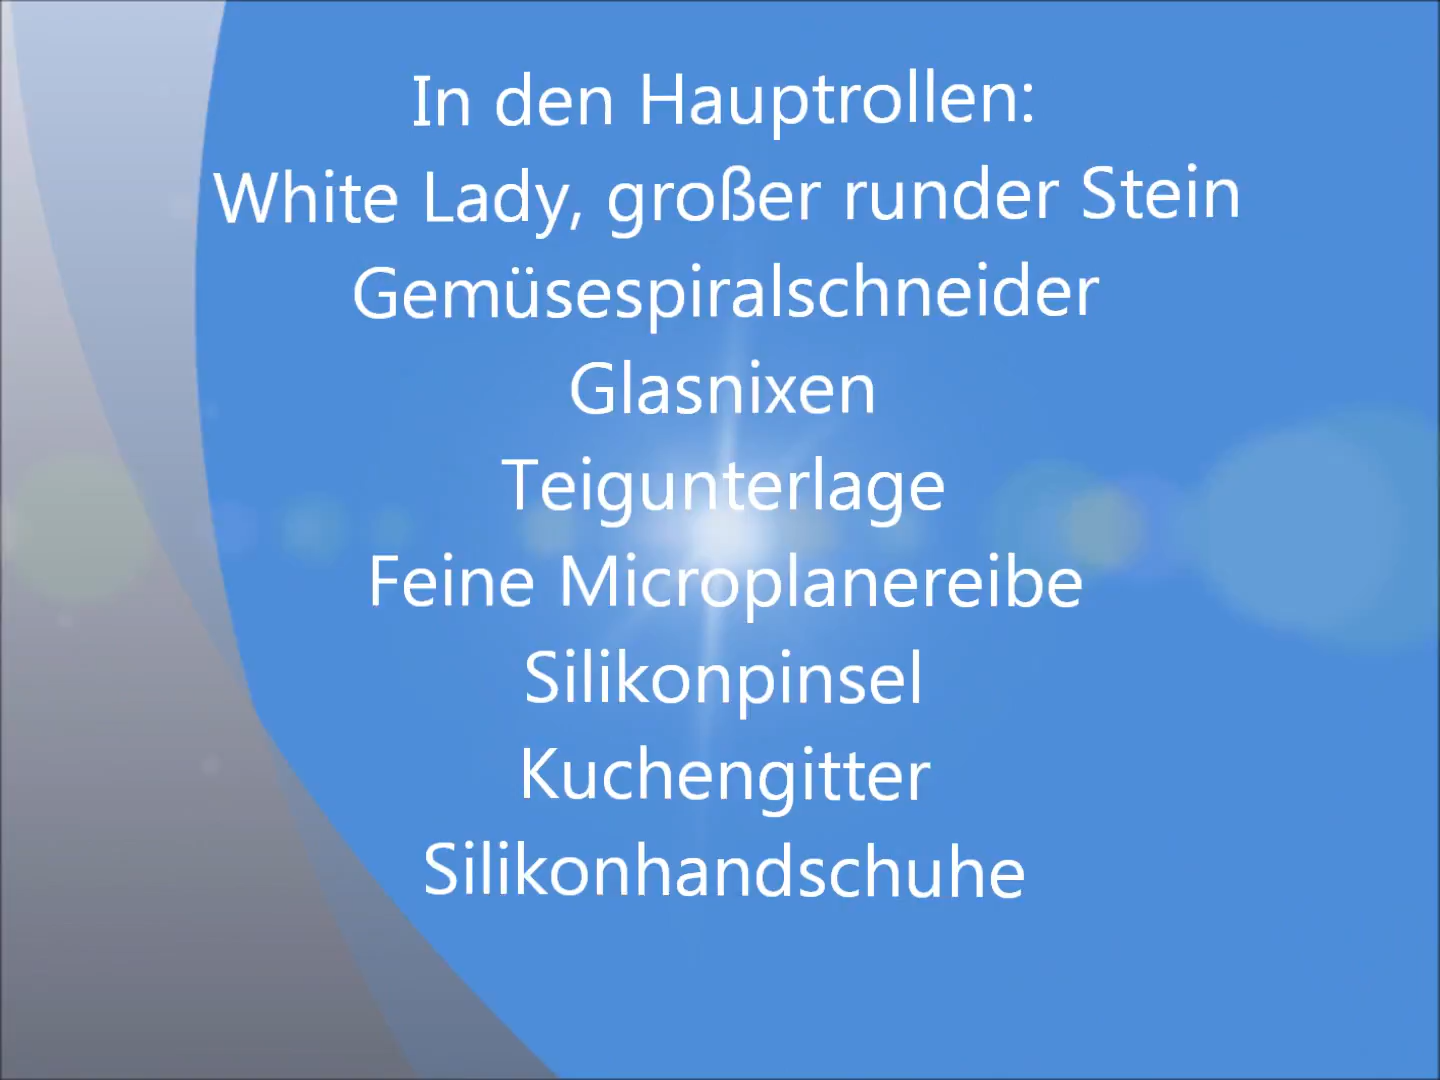 In den Hauptrollen:
White Lady, großer runder Stein
Gemüsespiralschneider
Glasnixen
Teigunterlage
Feine Microplanereibe
Silikonpinsel
Kuchengitter
Silikonhandschuhe